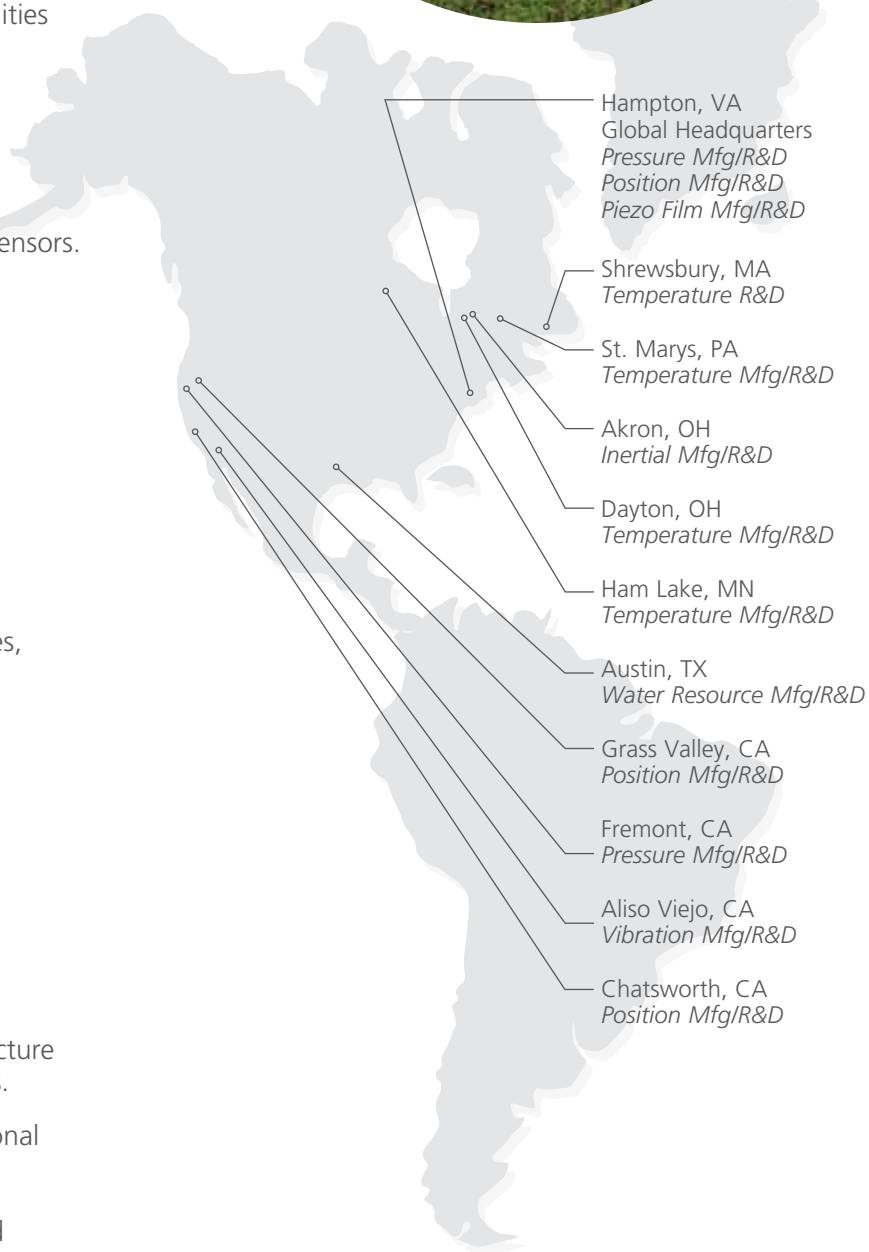 ities
ensors.
es,
cture
s.
onal
d
Hampton, VA
Global Headquarters
Pressure Mfg/R&D
Position Mfg/R&D
Piezo Film Mfg/R&D
Shrewsbury, MA
Temperature R&D
St. Marys, PA
Temperature Mfg/R&D
Akron, OH
Inertial Mfg/R&D
Dayton, OH
Temperature Mfg/R&D
Ham Lake, MN
Temperature Mfg/R&D
Austin, TX
Water Resource Mfg/R&D
Grass Valley, CA
Position Mfg/R&D
Fremont, CA
Pressure Mfg/R&D
Aliso Viejo, CA
Vibration Mfg/R&D
Chatsworth, CA
Position Mfg/R&D